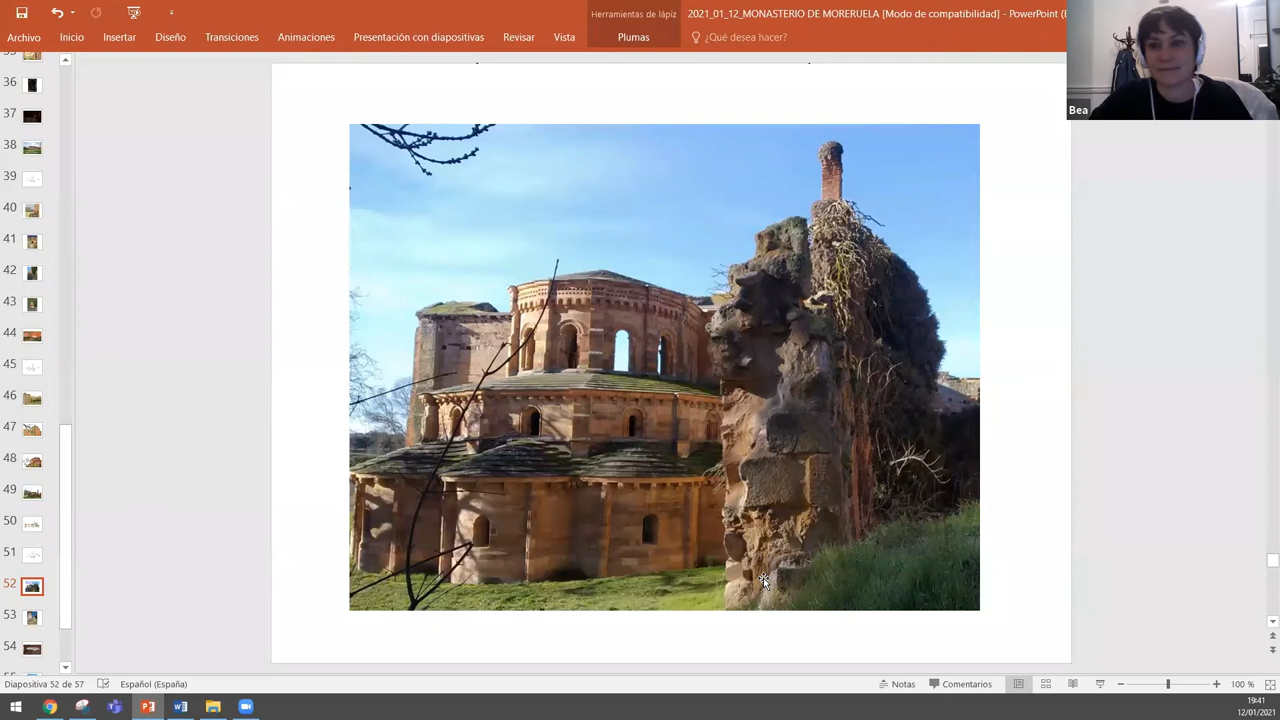 Herramientas de lápiz
2021_01_12_MONASTERIO DE MORERUELA [Modo de compatibilidad] - PowerPoint (
Archivo
Inicio
Insertar
Diseño
Transiciones
Animaciones
Presentación con diapositivas
Revisar
Vista
Plumas
¿Qué desea hacer?
Bea
36
37
38
39
40
41
42
43
44
45
46
47
48
49
50
51
52
53
54
Diapositiva 52 de 57
Español (España)
Notas
Comentarios
100 %
19:41
12/01/2021